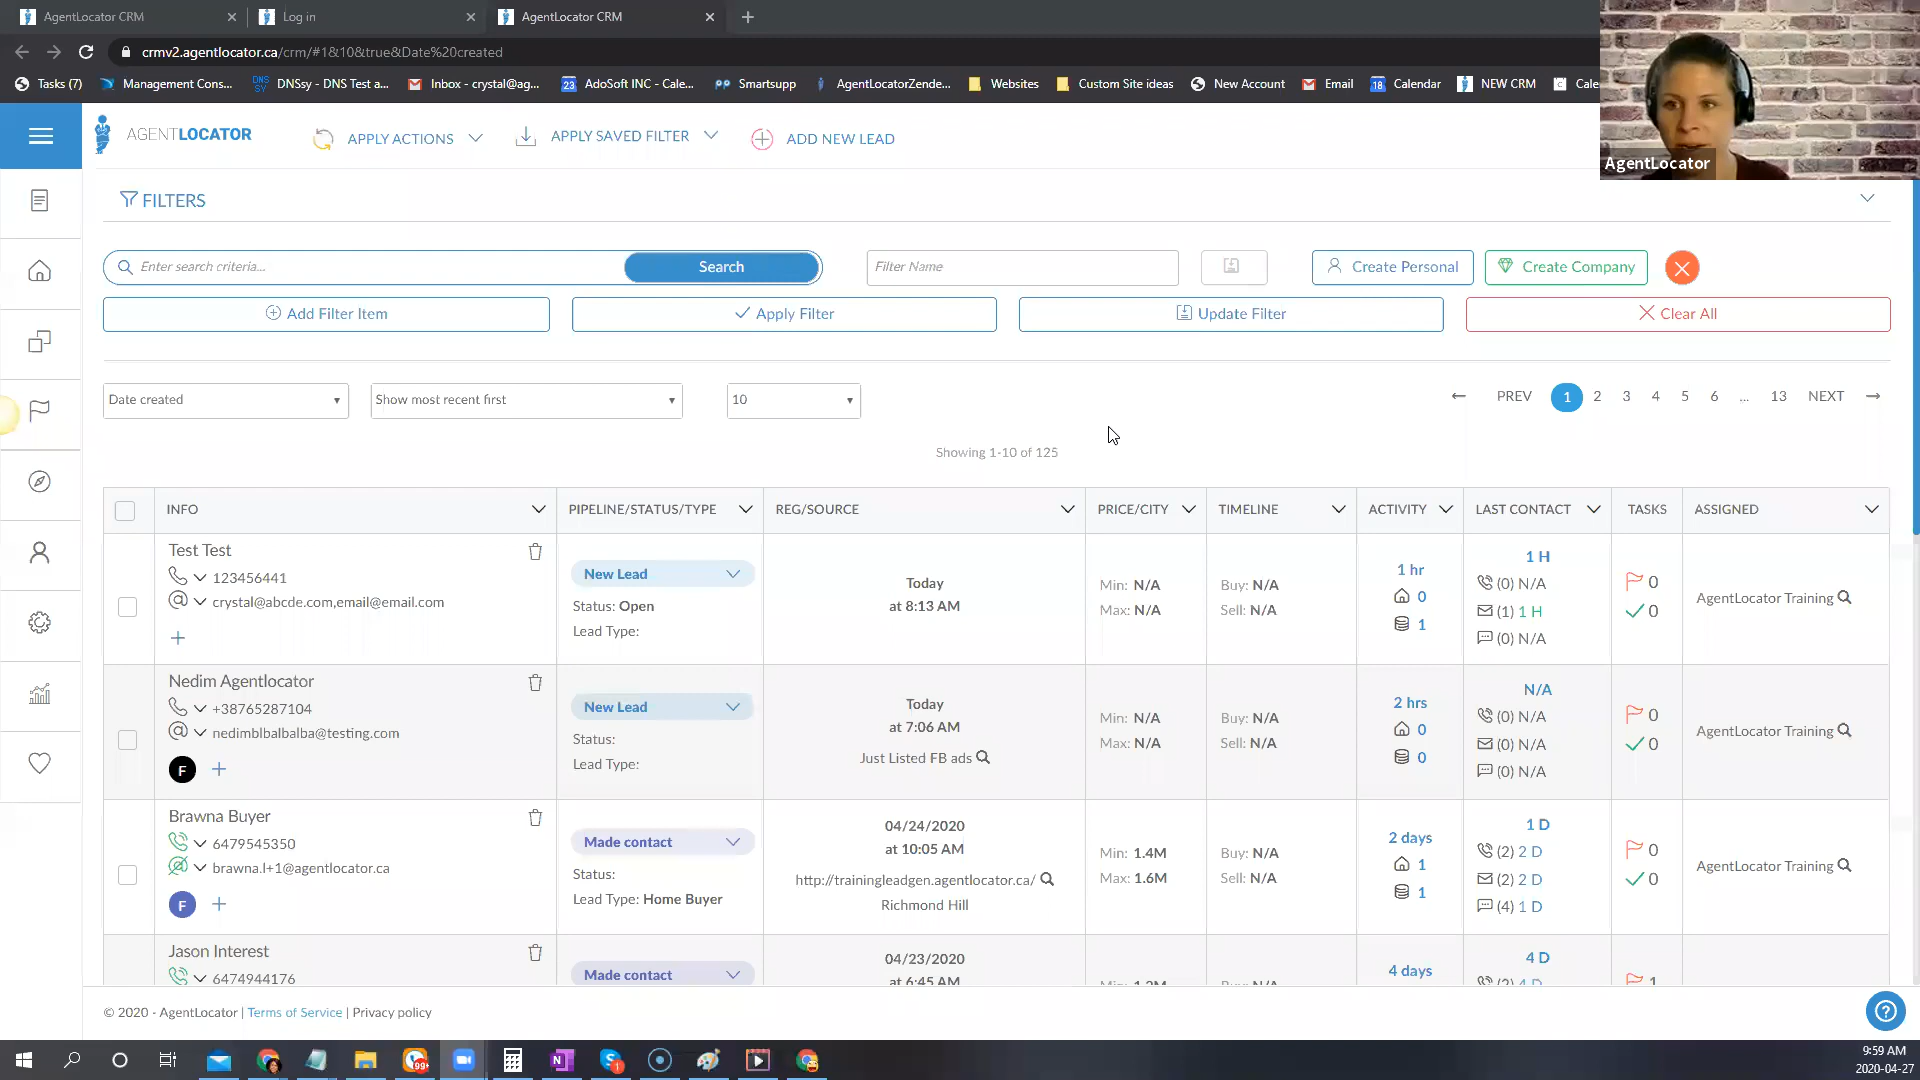 AgentLocator CRM
Log in
AgentLocator CRM
crmv2.agentlocator.ca/crm/#1&10&true&Date%20created
Tasks (7)
Management Cons...
DNSsy - DNS Test a...
Inbox - crystal@ag...
AdoSoft INC - Cale...
Smartsupp
AgentLocatorZende...
Websites
Custom Site ideas
New Account
Email
Calendar
NEW CRM
Cale
AgentLocator
AGENTLOCATOR
APPLY ACTIONS
APPLY SAVED FILTER
ADD NEW LEAD
FILTERS
Enter search criteria...
Search
Filter Name
Create Personal
Create Company
Add Filter Item
Apply Filter
Update Filter
Clear All
Date created
Show most recent first
10
PREV 1 2 3 4 5 6 ... 13 NEXT
Showing 1-10 of 125
INFO PIPELINE/STATUS/TYPE REG/SOURCE PRICE/CITY TIMELINE ACTIVITY LAST CONTACT TASKS ASSIGNED
Test Test
123456441
crystal@abcde.com,email@email.com
New Lead
Status: Open
Lead Type:
Today
at 8:13 AM
Min: N/A
Max: N/A
Buy: N/A
Sell: N/A
1 hr
0
1
1 H
(0) N/A
(1) 1 H
(0) N/A
0
0
AgentLocator Training
Nedim Agentlocator
+38765287104
nedimblbalbalba@testing.com
F
New Lead
Status:
Lead Type:
Today
at 7:06 AM
Just Listed FB ads
Min: N/A
Max: N/A
Buy: N/A
Sell: N/A
2 hrs
0
0
N/A
(0) N/A
(0) N/A
(0) N/A
0
0
AgentLocator Training
Brawna Buyer
6479545350
brawna.l+1@agentlocator.ca
F
Made contact
Status:
Lead Type: Home Buyer
04/24/2020
at 10:05 AM
http://trainingleadgen.agentlocator.ca/
Richmond Hill
Min: 1.4M
Max: 1.6M
Buy: N/A
Sell: N/A
2 days
1
1
1 D
(2) 2 D
(2) 2 D
(4) 1 D
0
0
AgentLocator Training
Jason Interest
6474944176
Made contact
04/23/2020
at 6:45 AM
4 days
4 D
© 2020 - AgentLocator | Terms of Service | Privacy policy
9:59 AM
2020-04-27